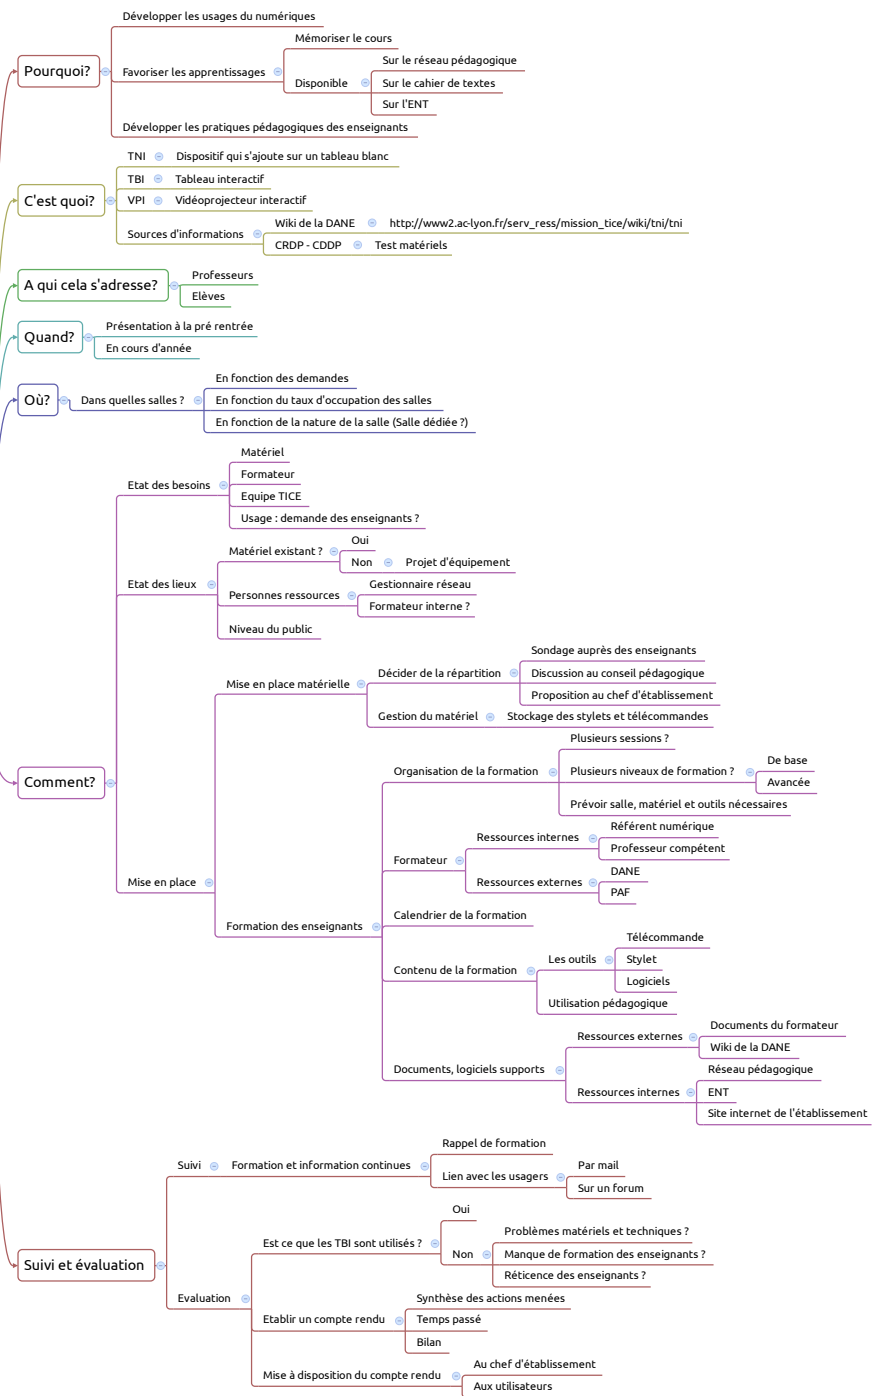 Pourquoi?
Développer les usages du numériques
Favoriser les apprentissages
Mémoriser le cours
Disponible
Sur le réseau pédagogique
Sur le cahier de textes
Sur l'ENT
Développer les pratiques pédagogiques des enseignants
C'est quoi?
TNI
Dispositif qui s'ajoute sur un tableau blanc
TBI
Tableau interactif
VPI
Vidéoprojecteur interactif
Sources d'informations
Wiki de la DANE
http://www2.ac-lyon.fr/serv_ress/mission_tice/wiki/tni/tni
CRDP - CDDP
Test matériels
A qui cela s'adresse?
Professeurs
Elèves
Quand?
Présentation à la pré rentrée
En cours d'année
Où?
Dans quelles salles ?
En fonction des demandes
En fonction du taux d'occupation des salles
En fonction de la nature de la salle (Salle dédiée ?)
Comment?
Etat des besoins
Matériel
Formateur
Equipe TICE
Usage : demande des enseignants ?
Etat des lieux
Matériel existant ?
Oui
Non
Projet d'équipement
Personnes ressources
Gestionnaire réseau
Formateur interne ?
Niveau du public
Mise en place
Mise en place matérielle
Décider de la répartition
Sondage auprès des enseignants
Discussion au conseil pédagogique
Proposition au chef d'établissement
Gestion du matériel
Stockage des stylets et télécommandes
Formation des enseignants
Organisation de la formation
Plusieurs sessions ?
Plusieurs niveaux de formation ?
De base
Avancée
Prévoir salle, matériel et outils nécessaires
Formateur
Ressources internes
Référent numérique
Professeur compétent
Ressources externes
DANE
PAF
Calendrier de la formation
Contenu de la formation
Les outils
Télécommande
Stylet
Logiciels
Utilisation pédagogique
Documents, logiciels supports
Ressources externes
Documents du formateur
Wiki de la DANE
Ressources internes
Réseau pédagogique
ENT
Site internet de l'établissement
Suivi et évaluation
Suivi
Formation et information continues
Rappel de formation
Lien avec les usagers
Par mail
Sur un forum
Evaluation
Est ce que les TBI sont utilisés ?
Oui
Non
Problèmes matériels et techniques ?
Manque de formation des enseignants ?
Réticence des enseignants ?
Etablir un compte rendu
Synthèse des actions menées
Temps passé
Bilan
Mise à disposition du compte rendu
Au chef d'établissement
Aux utilisateurs